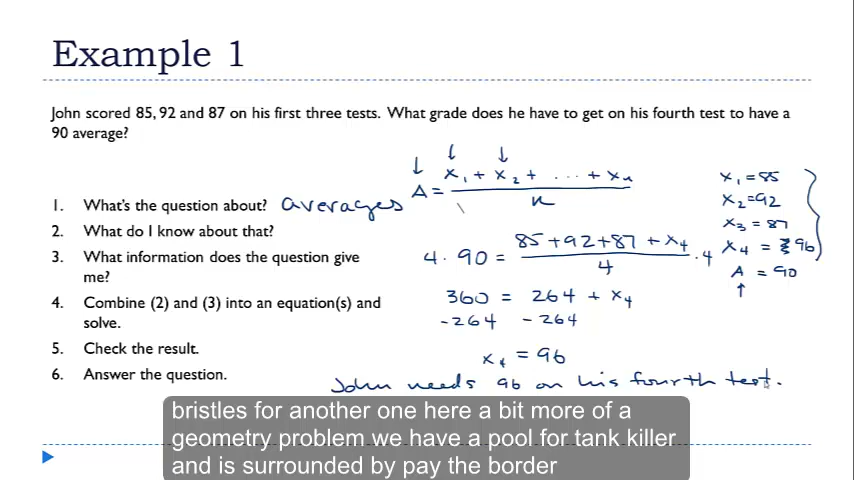 Example 1
John scored 85, 92 and 87 on his first three tests. What grade does he have to get on his fourth test to have a
90 average?
1. What's the question about? averages
2. What do I know about that?
3. What information does the question give
me?
4. Combine (2) and (3) into an equation(s) and
solve.
5. Check the result.
6. Answer the question.
A = x₁ + x₂ + ... + xₙ / n
x₁ = 85
x₂ = 92
x₃ = 87
x₄ = 96
A = 90
4 · 90 = 85 + 92 + 87 + x₄ / 4 · 4
360 = 264 + x₄
-264 - 264
x₄ = 96
John needs 96 on his fourth test.
bristles for another one here a bit more of a
geometry problem we have a pool for tank killer
and is surrounded by pay the border